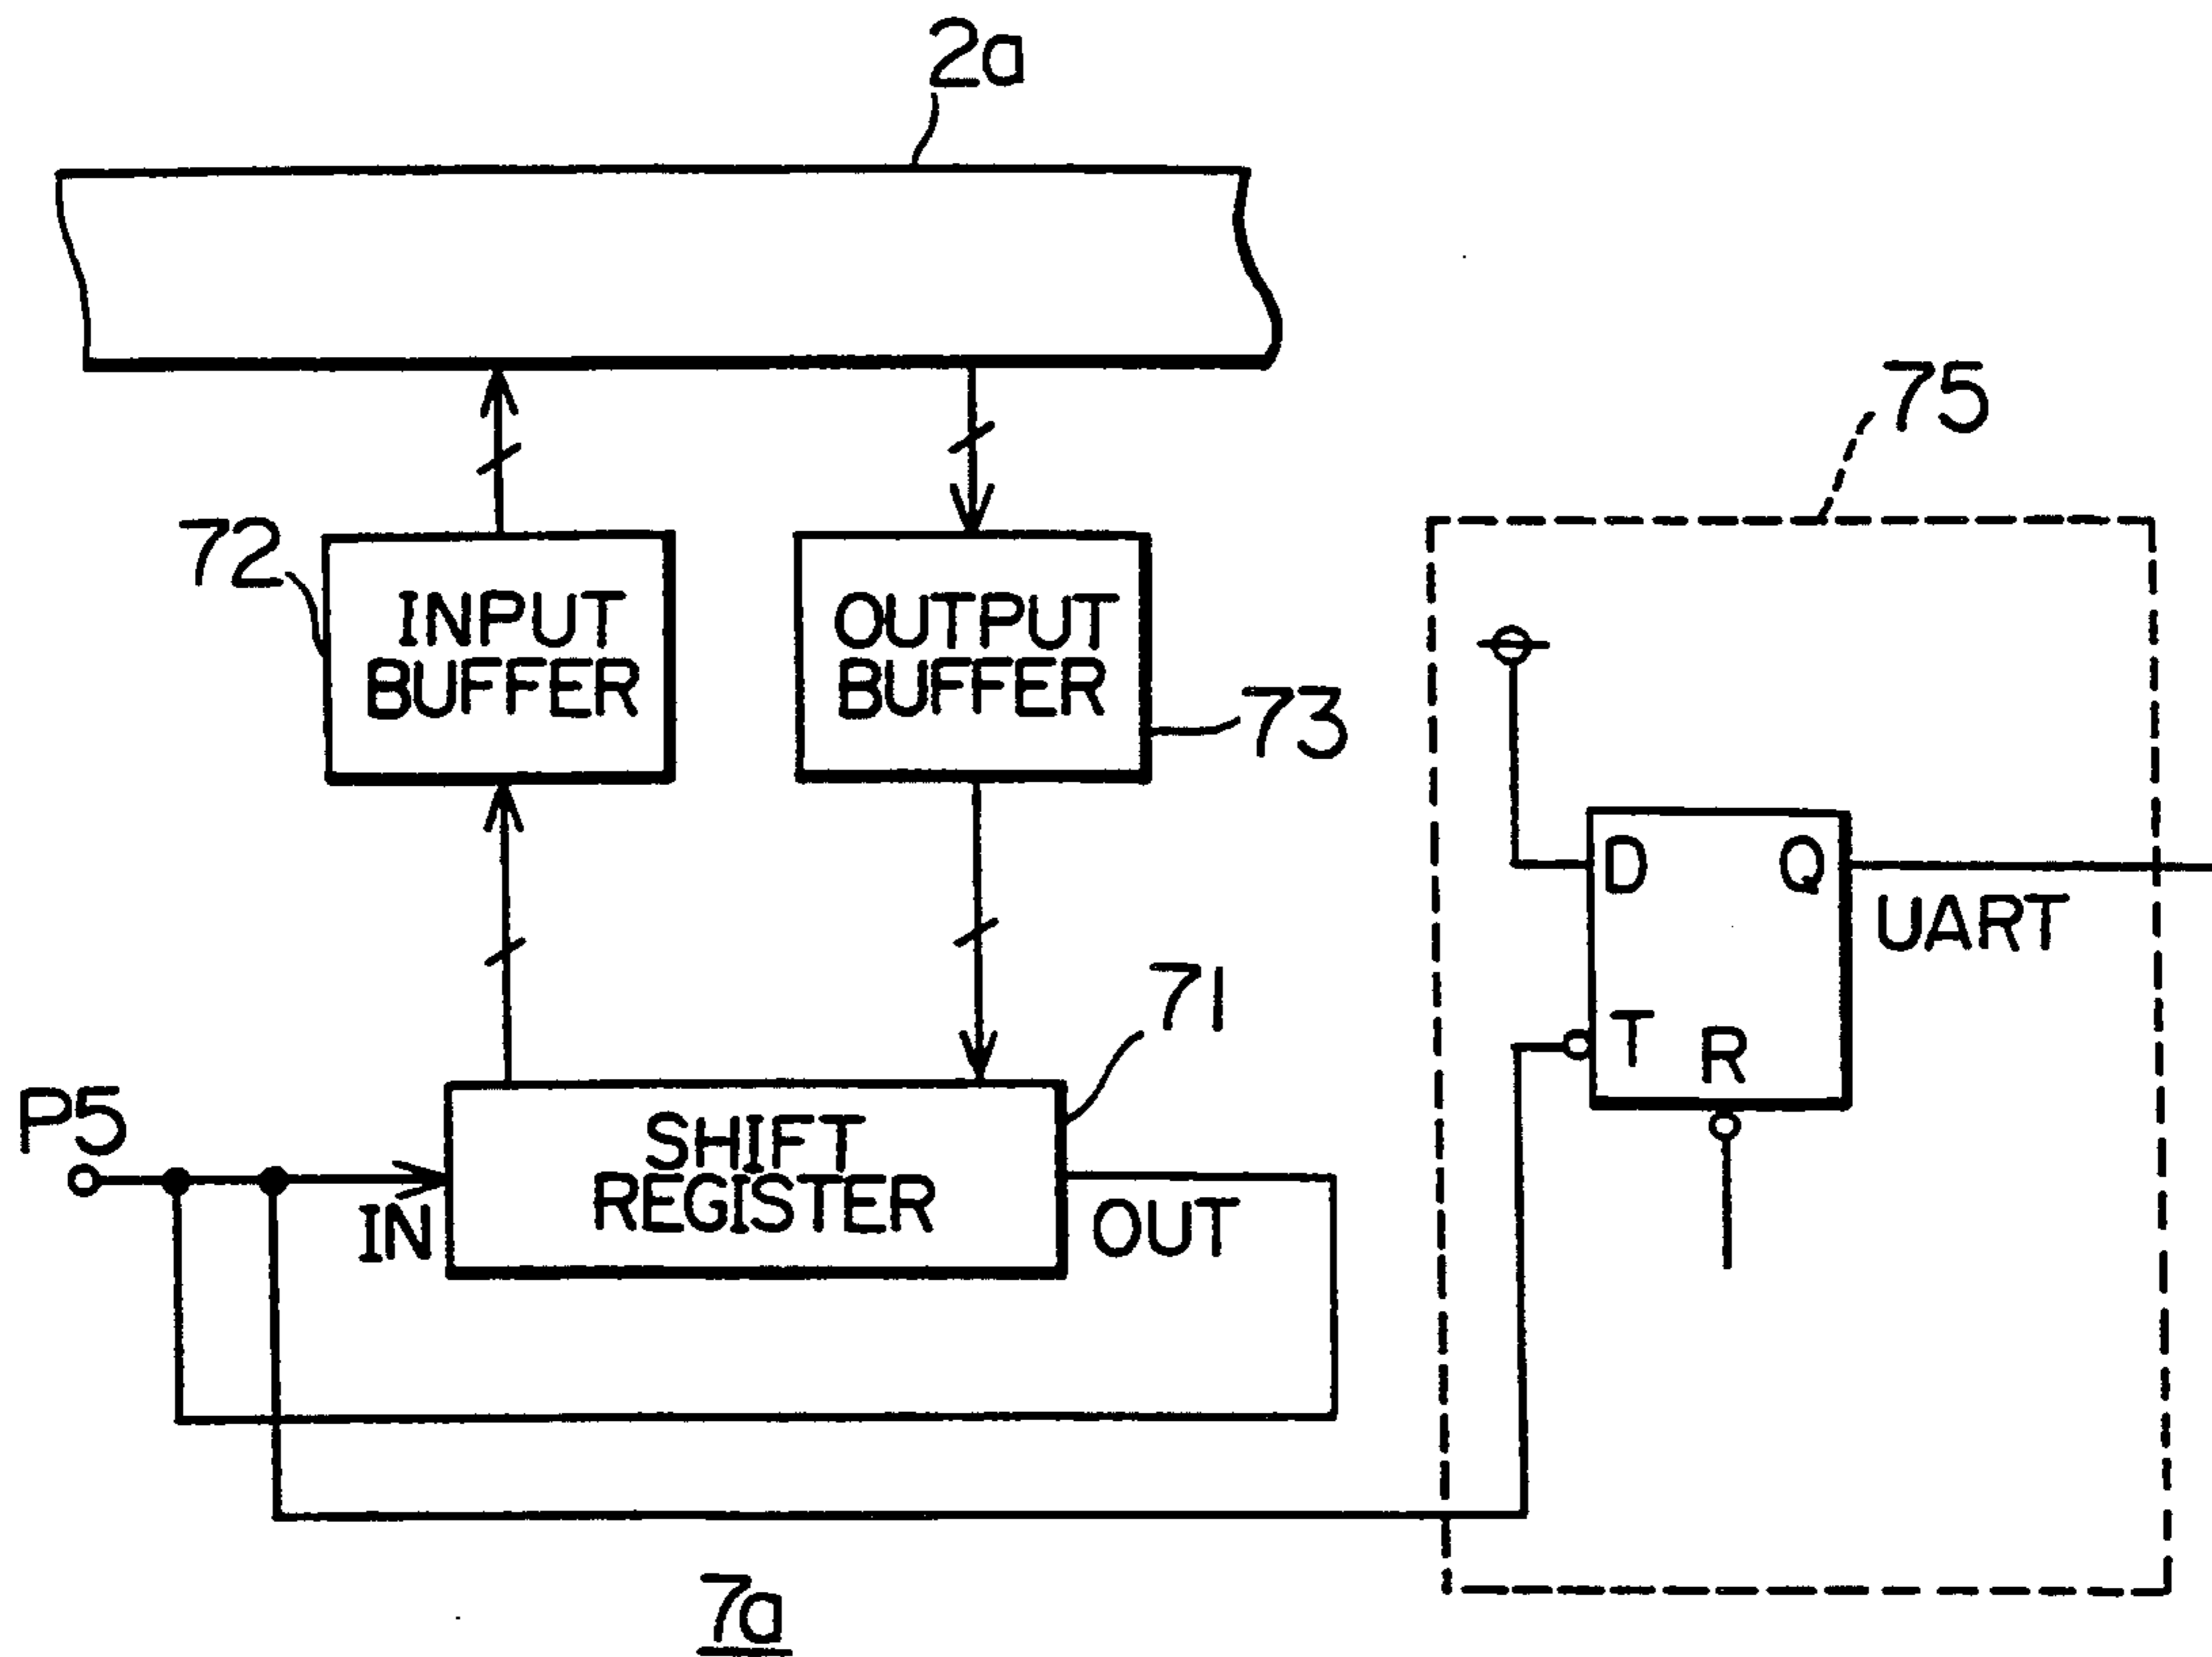 2a
75
72
INPUT
BUFFER
OUTPUT
BUFFER
73
D Q
UART
71
T R
P5
SHIFT
REGISTER
IN
OUT
7a